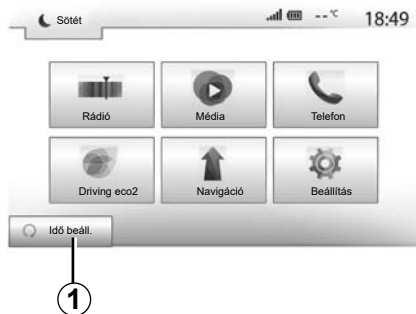 Sötét --°C 18:49
Rádió Média Telefon
Driving eco2 Navigáció Beállítás
Idő beáll.
1